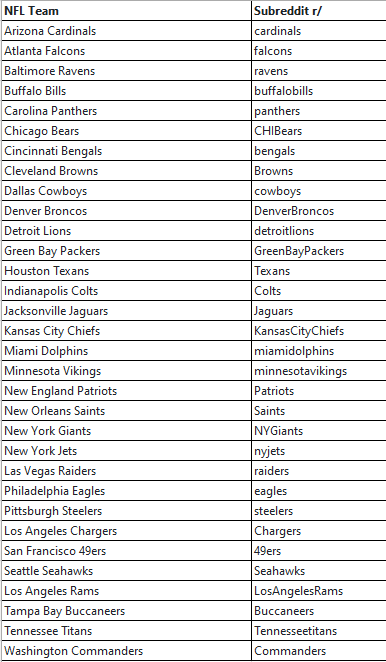 NFL Team Subreddit r/
Arizona Cardinals cardinals
Atlanta Falcons falcons
Baltimore Ravens ravens
Buffalo Bills buffalobills
Carolina Panthers panthers
Chicago Bears CHIBears
Cincinnati Bengals bengals
Cleveland Browns Browns
Dallas Cowboys cowboys
Denver Broncos DenverBroncos
Detroit Lions detroitlions
Green Bay Packers GreenBayPackers
Houston Texans Texans
Indianapolis Colts Colts
Jacksonville Jaguars Jaguars
Kansas City Chiefs KansasCityChiefs
Miami Dolphins miamidolphins
Minnesota Vikings minnesotavikings
New England Patriots Patriots
New Orleans Saints Saints
New York Giants NYGiants
New York Jets nyjets
Las Vegas Raiders raiders
Philadelphia Eagles eagles
Pittsburgh Steelers steelers
Los Angeles Chargers Chargers
San Francisco 49ers 49ers
Seattle Seahawks Seahawks
Los Angeles Rams LosAngelesRams
Tampa Bay Buccaneers Buccaneers
Tennessee Titans Tennesseetitans
Washington Commanders Commanders